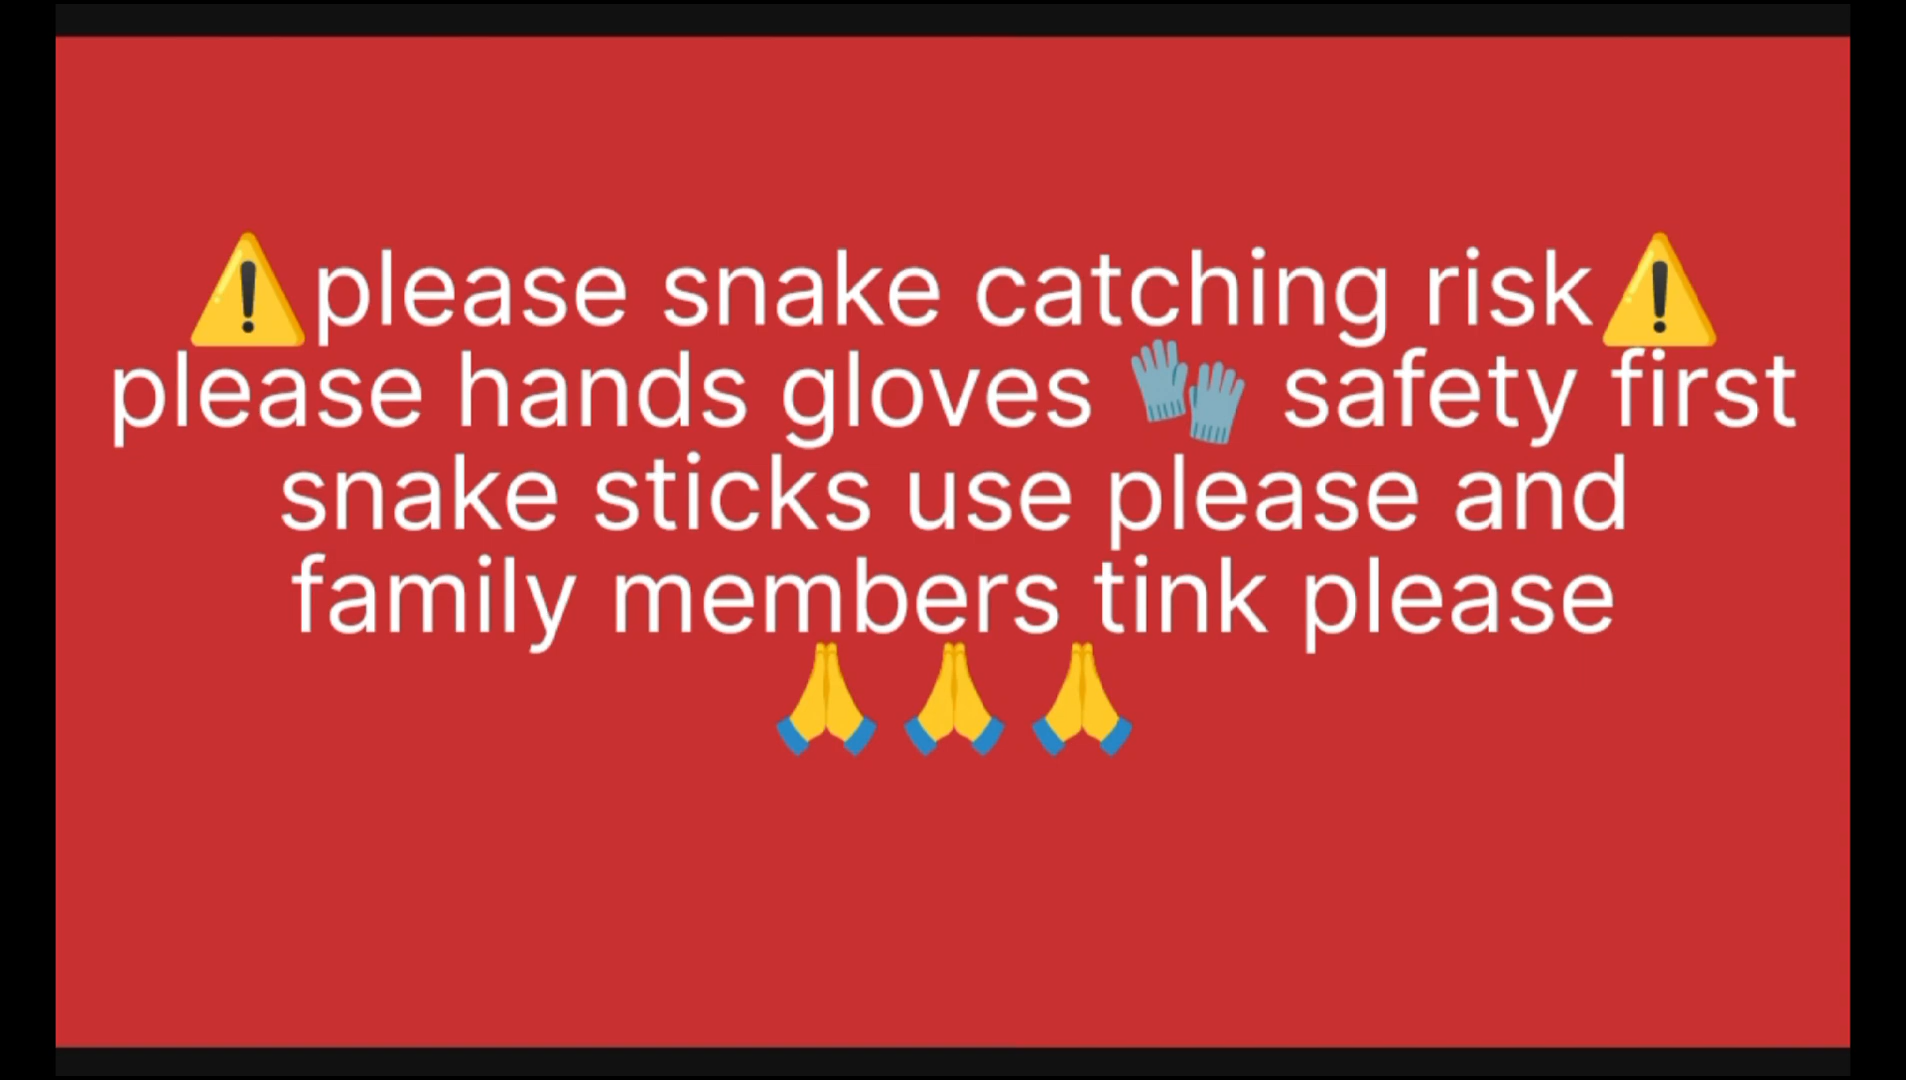 ⚠️please snake catching risk⚠️
please hands gloves 🧤 safety first
snake sticks use please and
family members tink please
🙏🙏🙏